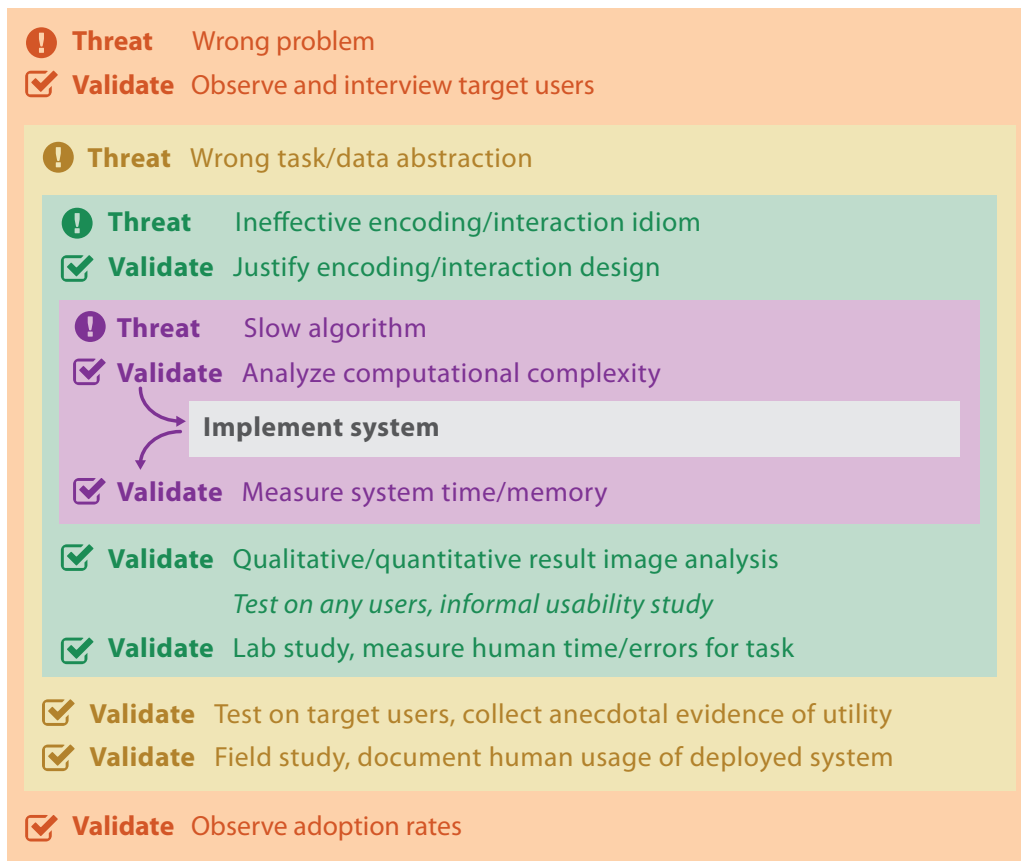 Threat Wrong problem
Validate Observe and interview target users
Threat Wrong task/data abstraction
Threat Ineffective encoding/interaction idiom
Validate Justify encoding/interaction design
Threat Slow algorithm
Validate Analyze computational complexity
Implement system
Validate Measure system time/memory
Validate Qualitative/quantitative result image analysis
Test on any users, informal usability study
Validate Lab study, measure human time/errors for task
Validate Test on target users, collect anecdotal evidence of utility
Validate Field study, document human usage of deployed system
Validate Observe adoption rates